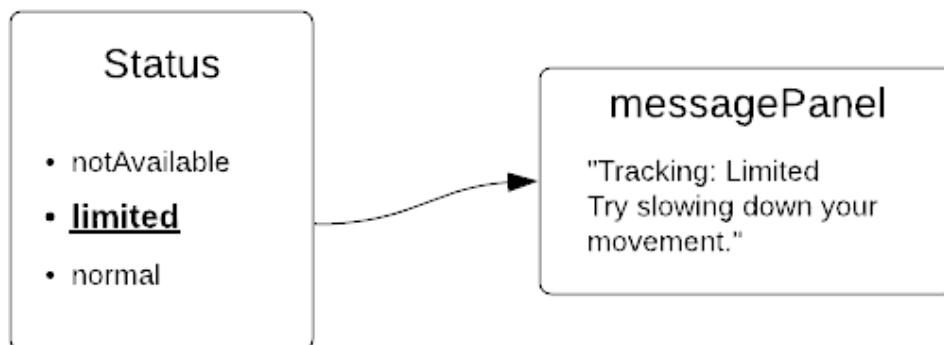 Status
• notAvailable
• limited
• normal
messagePanel
"Tracking: Limited
Try slowing down your
movement."